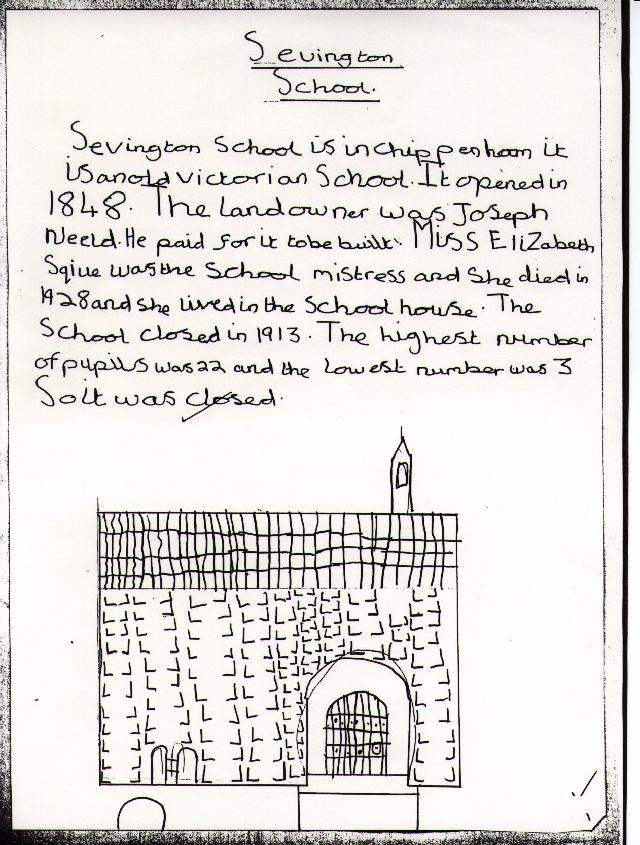 Sevington
School.
Sevington School is in chippenham it
is an old victorian School. It opened in
1848. The landowner was Joseph
Neeld. He paid for it to be built. Miss Elizabeth
Sqiue was the School mistress and She died in
1928 and she lived in the School house. The
School closed in 1913. The highest number
of pupils was 22 and the lowest number was 3
So it was closed.